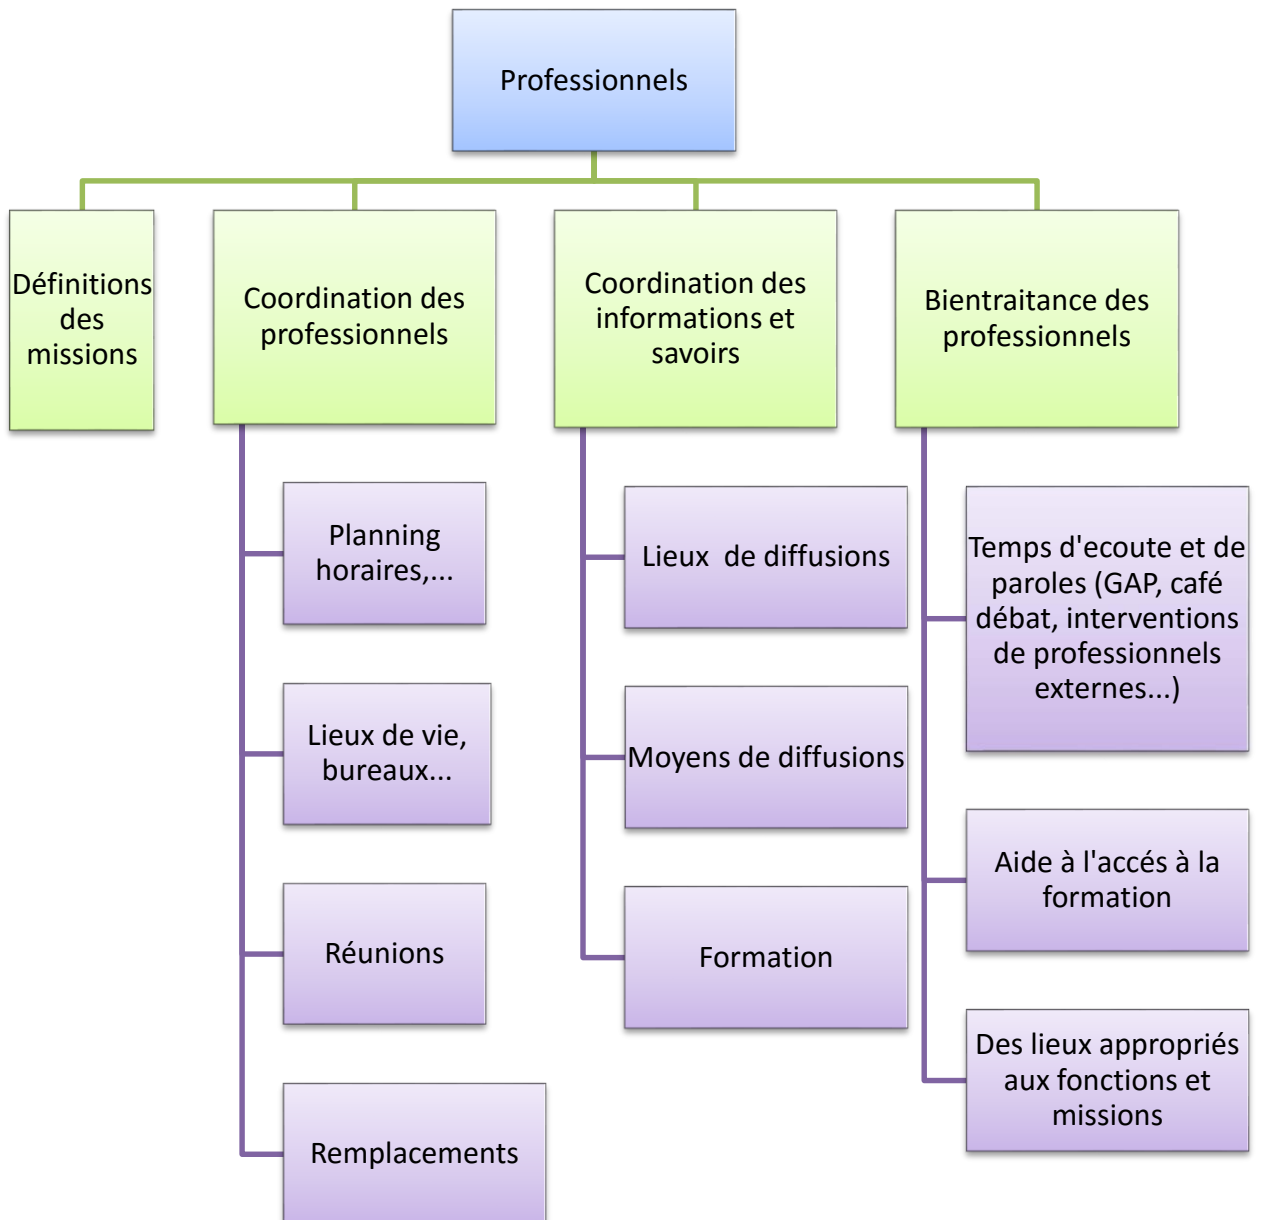 Professionnels
Définitions
des
missions
Coordination des
professionnels
Coordination des
informations et
savoirs
Bientraitance des
professionnels
Planning
horaires,...
Lieux de vie,
bureaux...
Réunions
Remplacements
Lieux  de diffusions
Moyens de diffusions
Formation
Temps d'ecoute et de
paroles (GAP, café
débat, interventions
de professionnels
externes...)
Aide à l'accés à la
formation
Des lieux appropriés
aux fonctions et
missions